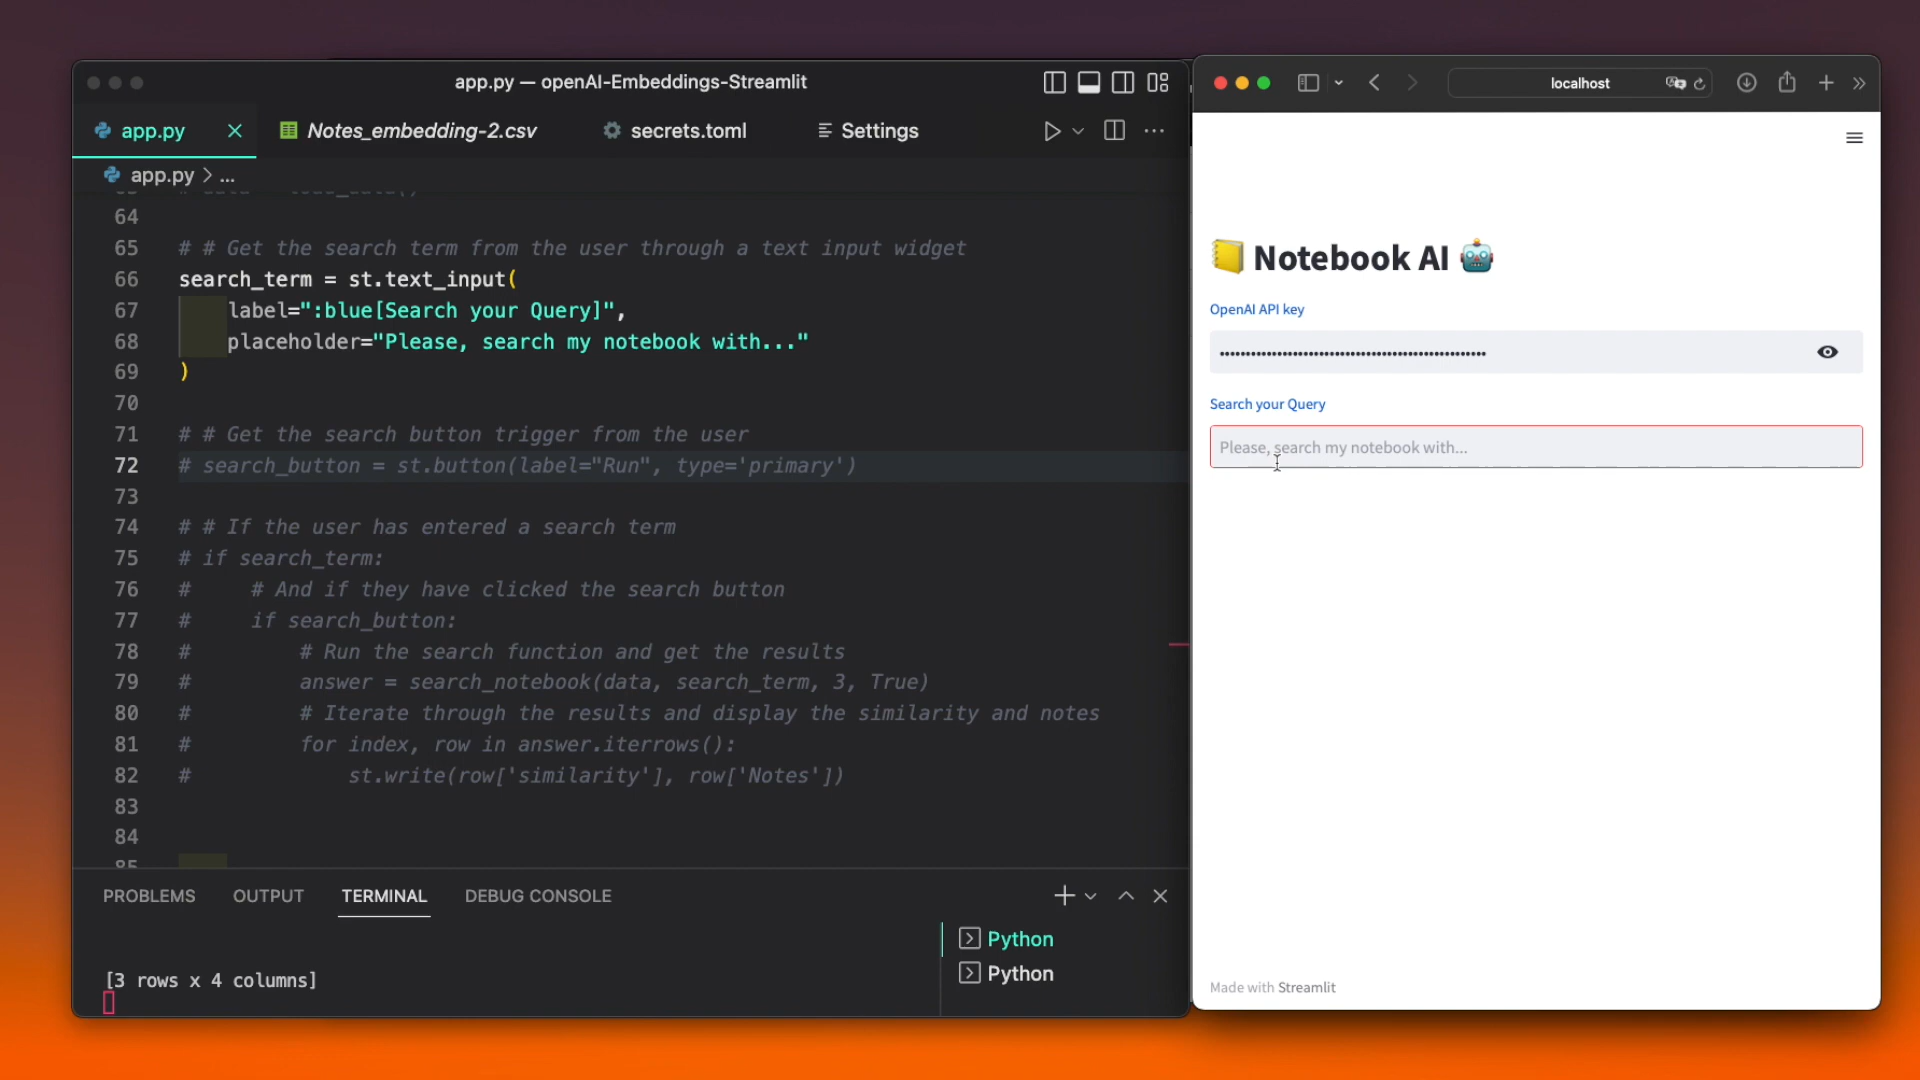 app.py — openAI-Embeddings-Streamlit
app.py
Notes_embedding-2.csv
secrets.toml
Settings
app.py > ...
64
65 # # Get the search term from the user through a text input widget
66 search_term = st.text_input(
67 label=":blue[Search your Query]",
68 placeholder="Please, search my notebook with..."
69 )
70
71 # # Get the search button trigger from the user
72 # search_button = st.button(label="Run", type='primary')
73
74 # # If the user has entered a search term
75 # if search_term:
76 # # And if they have clicked the search button
77 # if search_button:
78 # # Run the search function and get the results
79 # answer = search_notebook(data, search_term, 3, True)
80 # # Iterate through the results and display the similarity and notes
81 # for index, row in answer.iterrows():
82 # st.write(row['similarity'], row['Notes'])
83
84
85
PROBLEMS OUTPUT TERMINAL DEBUG CONSOLE
[3 rows x 4 columns]
Python
Python
localhost
Notebook AI
OpenAI API key
Search your Query
Please, search my notebook with...
Made with Streamlit